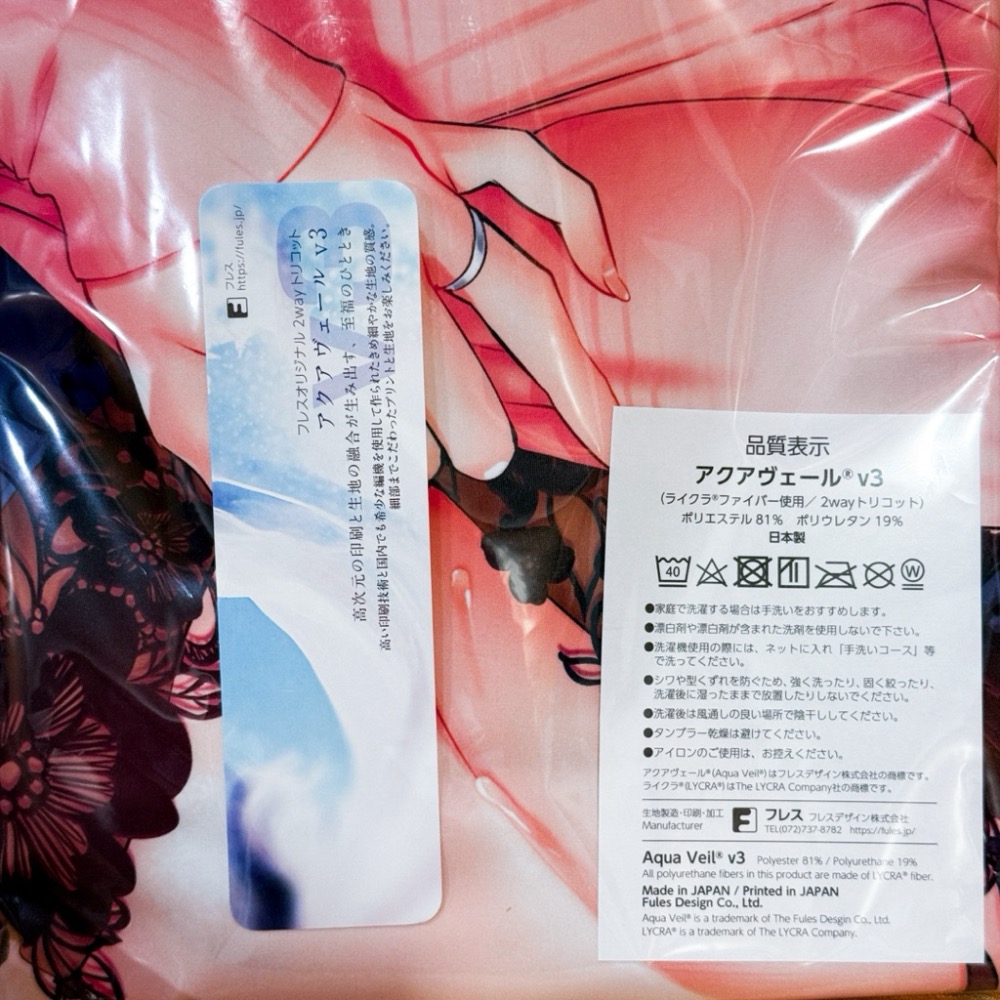 フレス
https://fules.jp/
フレスオリジナル 2wayトリコット
アクアヴェール v3
高次元の印刷と生地の融合が生み出す、至福のひととき
高い印刷技術と国内でも希少な編機を使用して作られたきめ細やかな生地の質感。
細部までこだわったプリントと生地をお楽しみください。
品質表示
アクアヴェール® v3
(ライクラ®ファイバー使用/ 2wayトリコット)
ポリエステル 81% ポリウレタン 19%
日本製
40
W
●家庭で洗濯する場合は手洗いをおすすめします。
●漂白剤や漂白剤が含まれた洗剤を使用しないで下さい。
●洗濯機使用の際には、ネットに入れ「手洗いコース」等
で洗ってください。
●シワや型くずれを防ぐため、強く洗ったり、固く絞ったり、
洗濯後に湿ったままで放置したりしないでください。
●洗濯後は風通しの良い場所で陰干ししてください。
●タンブラー乾燥は避けてください。
●アイロンのご使用は、お控えください。
アクアヴェール®(Aqua Veil®)はフレスデザイン株式会社の商標です。
ライクラ®(LYCRA®)はThe LYCRA Company社の商標です。
生地製造・印刷・加工
Manufacturer
フレス フレスデザイン株式会社
TEL(072)737-8782 https://fules.jp/
Aqua Veil® v3 Polyester 81% / Polyurethane 19%
All polyurethane fibers in this product are made of LYCRA® fiber.
Made in JAPAN / Printed in JAPAN
Fules Design Co., Ltd.
Aqua Veil® is a trademark of The Fules Desgin Co., Ltd.
LYCRA® is a trademark of The LYCRA Company.